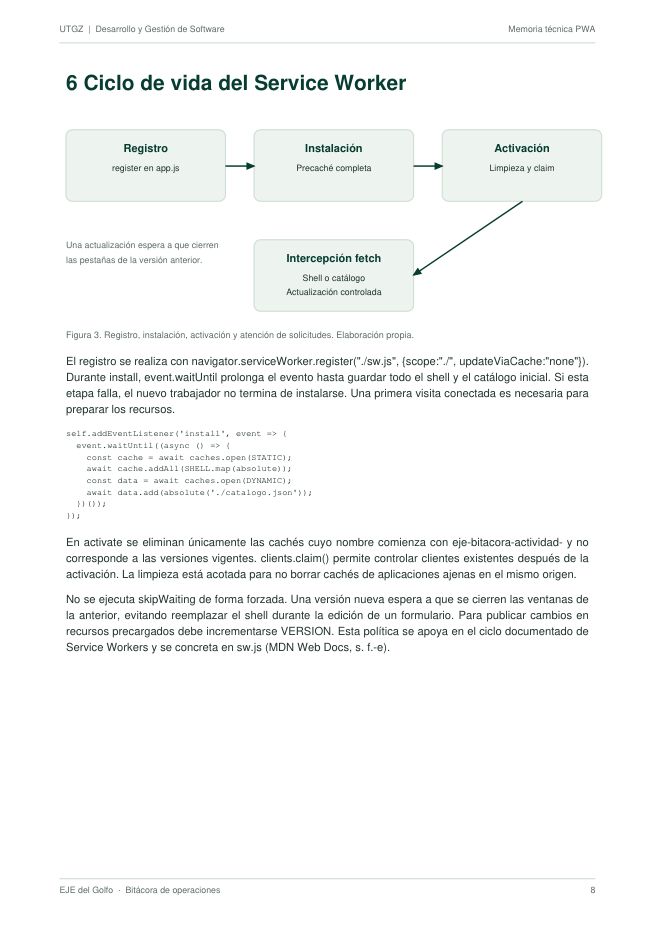 UTGZ | Desarrollo y Gestión de Software
Memoria técnica PWA
6 Ciclo de vida del Service Worker
Registro
register en app.js
Instalación
Precaché completa
Activación
Limpieza y claim
Una actualización espera a que cierren
las pestañas de la versión anterior.
Intercepción fetch
Shell o catálogo
Actualización controlada
Figura 3. Registro, instalación, activación y atención de solicitudes. Elaboración propia.
El registro se realiza con navigator.serviceWorker.register("./sw.js", {scope:"./", updateViaCache:"none"}).
Durante install, event.waitUntil prolonga el evento hasta guardar todo el shell y el catálogo inicial. Si esta
etapa falla, el nuevo trabajador no termina de instalarse. Una primera visita conectada es necesaria para
preparar los recursos.
self.addEventListener('install', event => {
  event.waitUntil((async () => {
    const cache = await caches.open(STATIC);
    await cache.addAll(SHELL.map(absolute));
    const data = await caches.open(DYNAMIC);
    await data.add(absolute('./catalogo.json'));
  })());
});
En activate se eliminan únicamente las cachés cuyo nombre comienza con eje-bitacora-actividad- y no
corresponde a las versiones vigentes. clients.claim() permite controlar clientes existentes después de la
activación. La limpieza está acotada para no borrar cachés de aplicaciones ajenas en el mismo origen.
No se ejecuta skipWaiting de forma forzada. Una versión nueva espera a que se cierren las ventanas de
la anterior, evitando reemplazar el shell durante la edición de un formulario. Para publicar cambios en
recursos precargados debe incrementarse VERSION. Esta política se apoya en el ciclo documentado de
Service Workers y se concreta en sw.js (MDN Web Docs, s. f.-e).
EJE del Golfo · Bitácora de operaciones
8